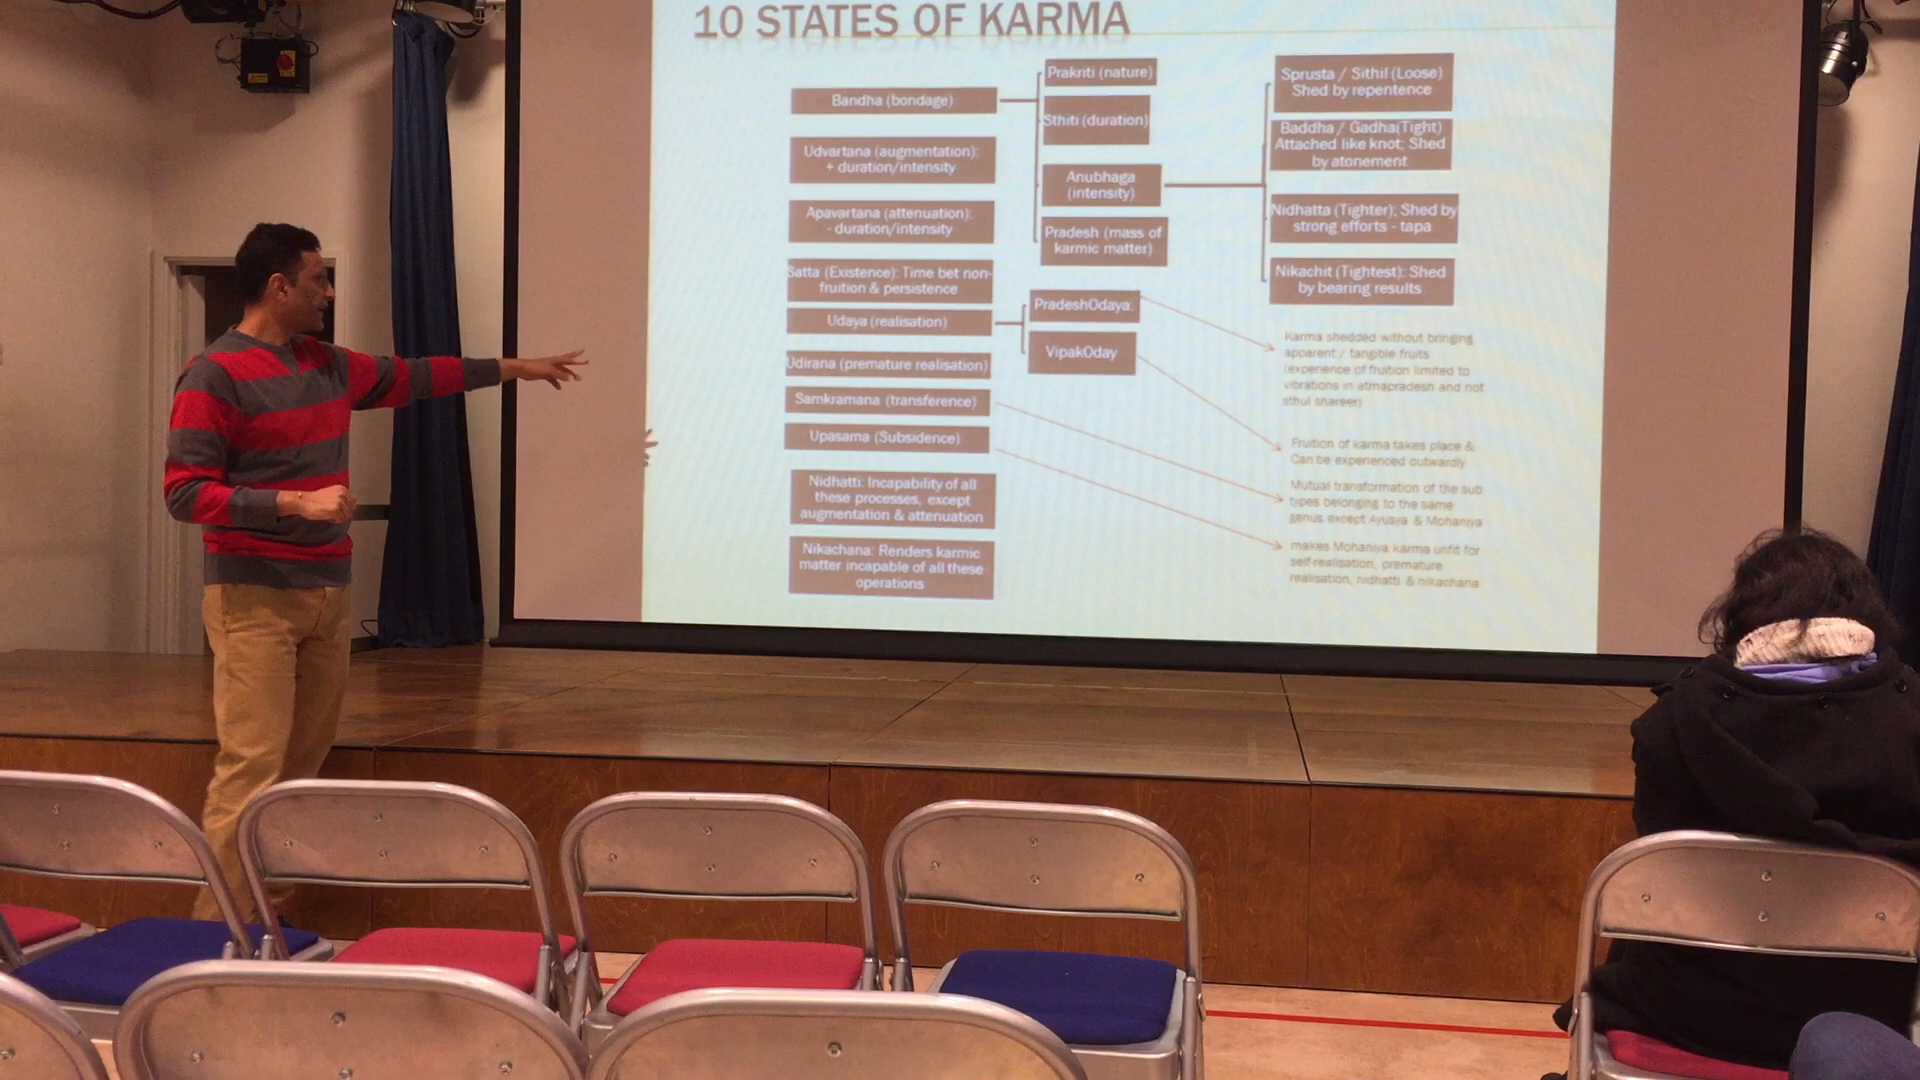 10 STATES OF KARMA
Bandha (bondage)
Udvartana (augmentation):
+ duration/intensity
Apavartana (attenuation):
- duration/intensity
Satta (Existence): Time bet non-
fruition & persistence
Udaya (realisation)
Udirana (premature realisation)
Samkramana (transference)
Upasama (Subsidence)
Nidhatti: Incapability of all
these processes, except
augmentation & attenuation
Nikachana: Renders karmic
matter incapable of all these
operations
Prakriti (nature)
Sthiti (duration)
Anubhaga
(intensity)
Pradesh (mass of
karmic matter)
PradeshOdaya:
VipakOday
Sprusta / Sithil (Loose)
Shed by repentence
Baddha / Gadha(Tight)
Attached like knot; Shed
by atonement
Nidhatta (Tighter); Shed by
strong efforts - tapa
Nikachit (Tightest): Shed
by bearing results
Karma shedded without bringing
apparent / tangible fruits
(experience of fruition limited to
vibrations in atmapradesh and not
sthul shareer)
Fruition of karma takes place &
Can be experienced outwardly
Mutual transformation of the sub
types belonging to the same
genus except Ayusya & Mohaniya
makes Mohaniya karma unfit for
self-realisation, premature
realisation, nidhatti & nikachana